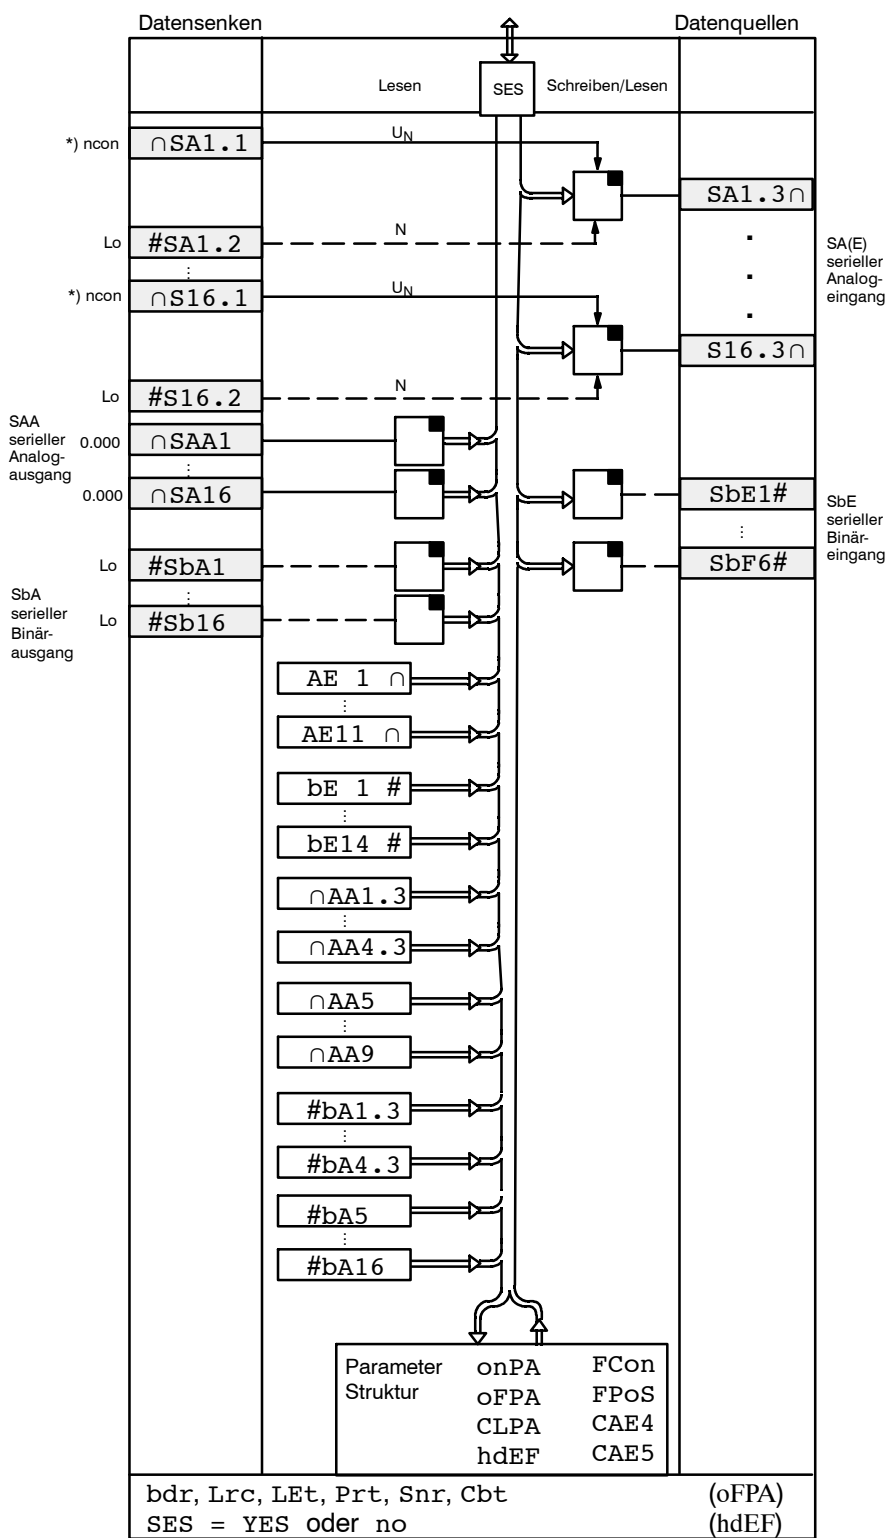 Datensenken
Datenquellen
Lesen
SES
Schreiben/Lesen
*) ncon
∩SA1.1
UN
SA1.3∩
Lo
#SA1.2
N
SA(E)
serieller
Analog-
eingang
*) ncon
∩S16.1
UN
S16.3∩
Lo
#S16.2
N
SAA
serieller
Analog-
ausgang
0.000
∩SAA1
0.000
∩SA16
SbE1#
SbE
serieller
Binär-
eingang
SbF6#
Lo
#SbA1
SbA
serieller
Binär-
ausgang
Lo
#Sb16
AE 1 ∩
AE11 ∩
bE 1 #
bE14 #
∩AA1.3
∩AA4.3
∩AA5
∩AA9
#bA1.3
#bA4.3
#bA5
#bA16
Parameter
Struktur
onPA
oFPA
CLPA
hdEF
FCon
FPoS
CAE4
CAE5
bdr, Lrc, LEt, Prt, Snr, Cbt (oFPA)
SES = YES oder no (hdEF)